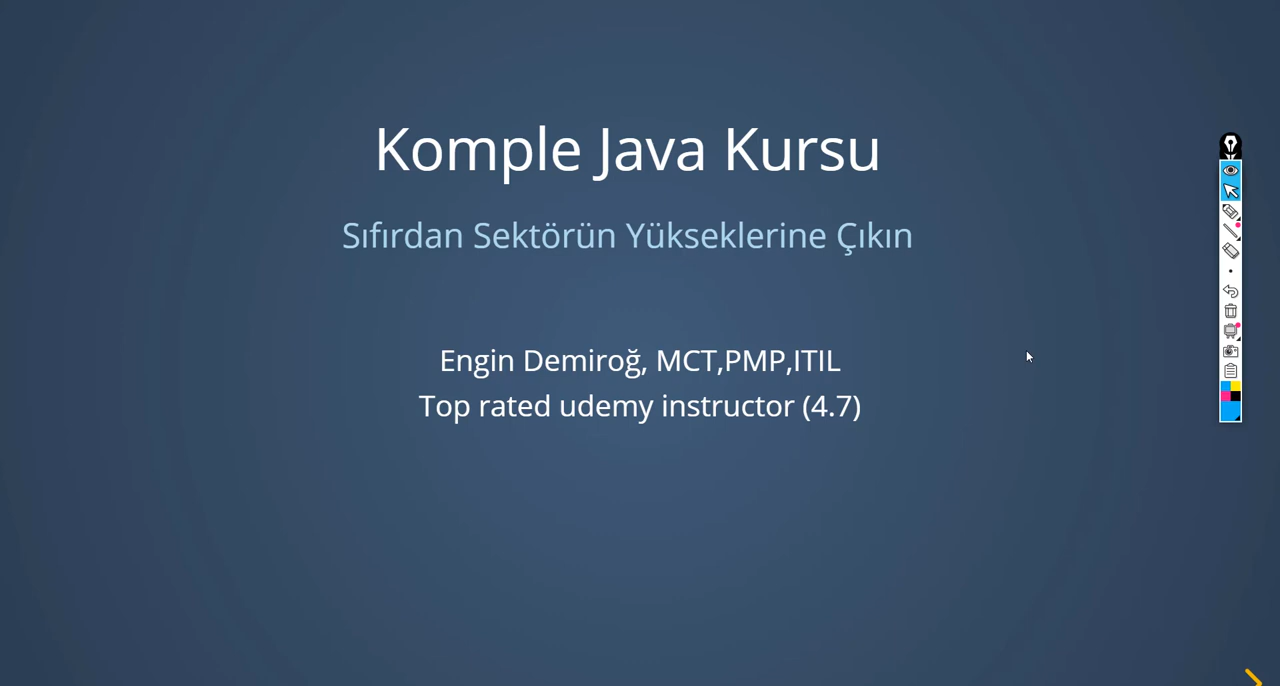 Komple Java Kursu
Sıfırdan Sektörün Yükseklerine Çıkın
Engin Demiroğ, MCT,PMP,ITIL
Top rated udemy instructor (4.7)